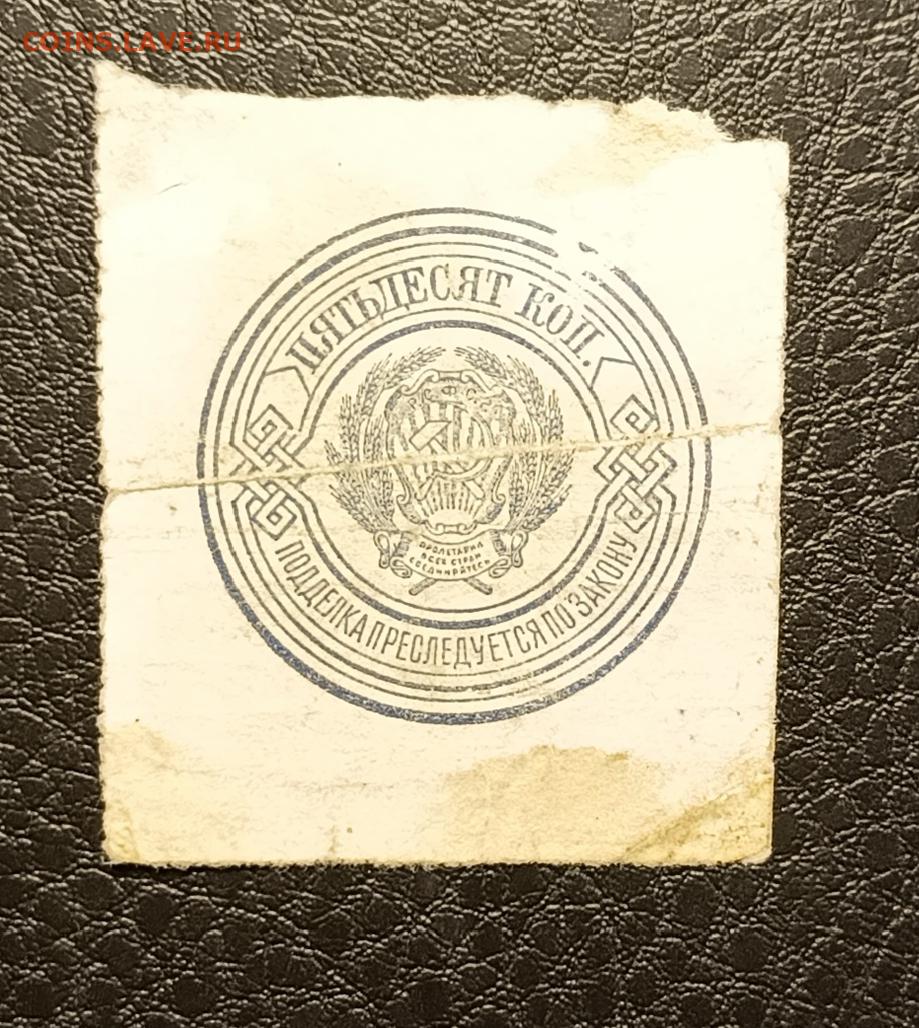 COINS.LAVE.RU
ПЯТЬДЕСЯТ КОП.
ПРОЛЕТАРИИ
ВСЕХ СТРАН
СОЕДИНЯЙТЕСЬ
ПОДДЕЛКА ПРЕСЛЕДУЕТСЯ ПО ЗАКОНУ